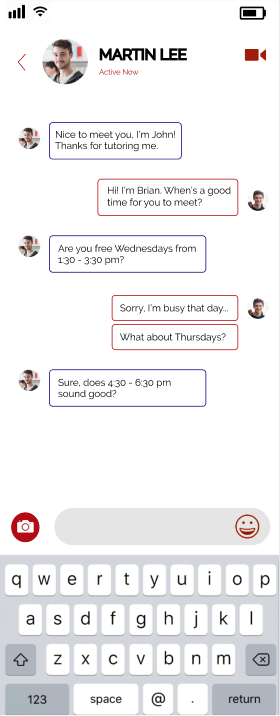 MARTIN LEE
Active Now
Nice to meet you, I'm John!
Thanks for tutoring me.
Hi! I'm Brian. When's a good
time for you to meet?
Are you free Wednesdays from
1:30 - 3:30 pm?
Sorry, I'm busy that day...
What about Thursdays?
Sure, does 4:30 - 6:30 pm
sound good?
q w e r t y u i o p
a s d f g h j k l
z x c v b n m
123 space @ . return